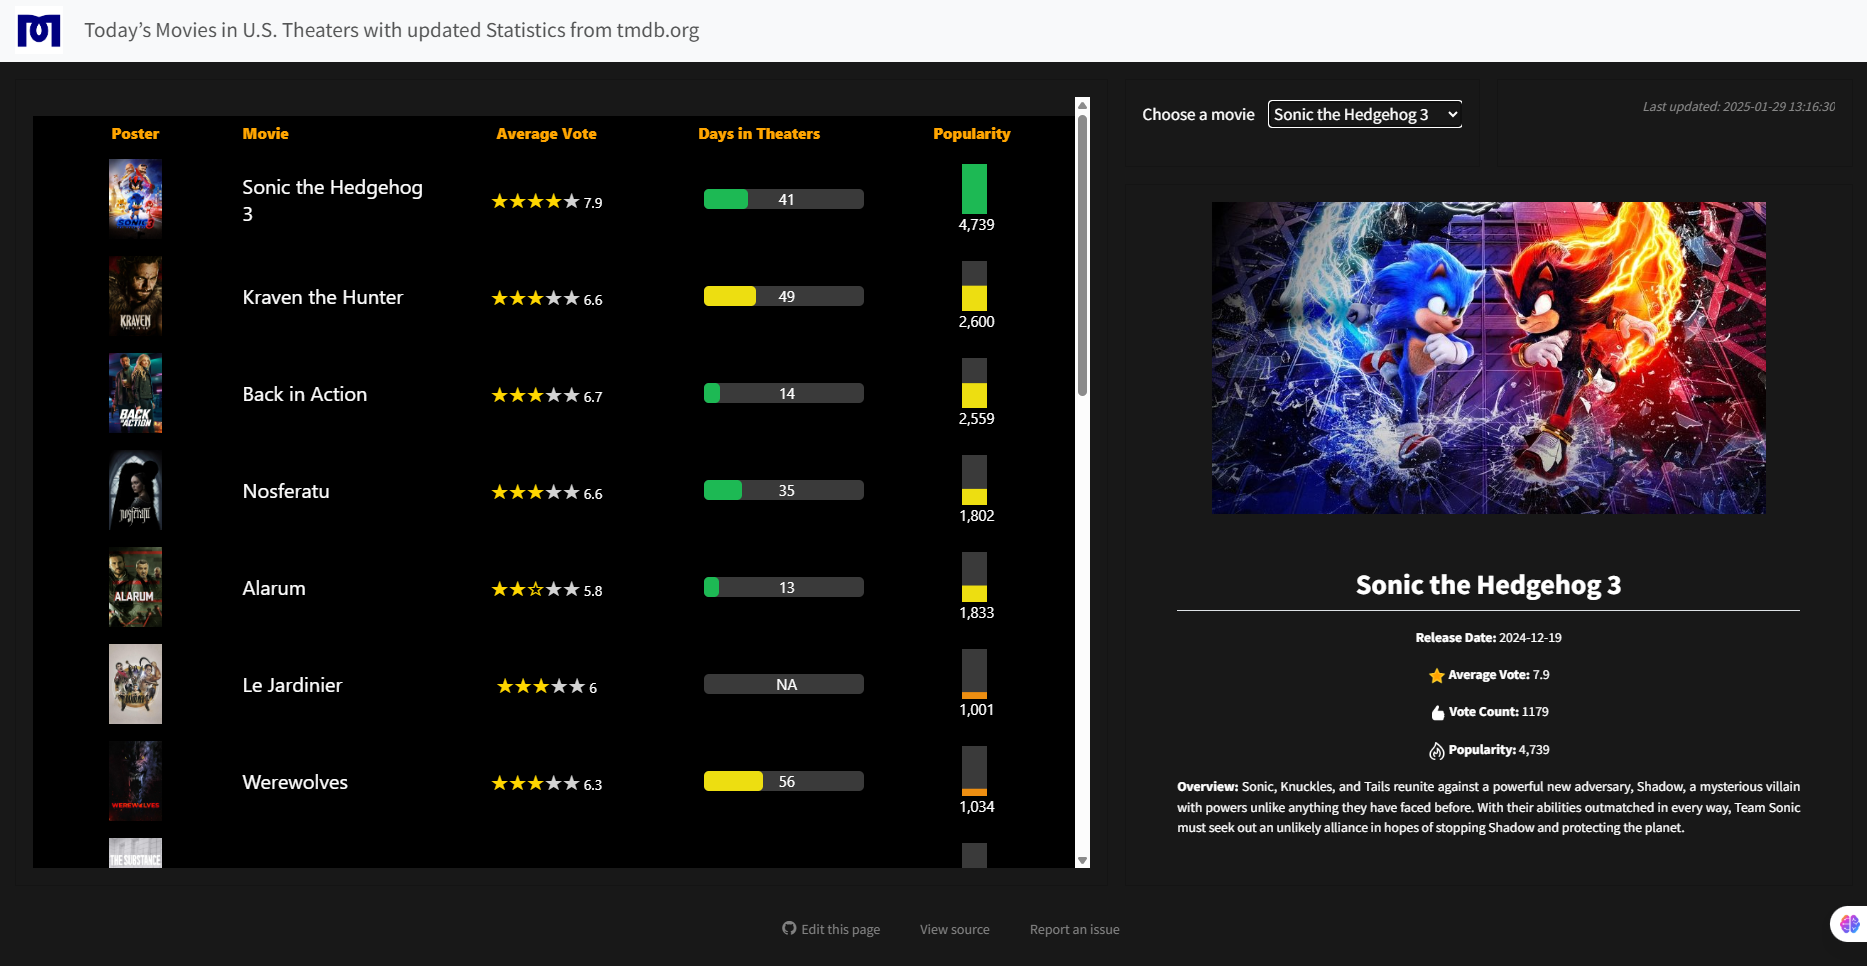 Today's Movies in U.S. Theaters with updated Statistics from tmdb.org
Choose a movie Sonic the Hedgehog 3
Last updated: 2025-01-29 13:16:30
Poster Movie Average Vote Days in Theaters Popularity
SONIC 3
Sonic the Hedgehog
3
7.9
41
4,739
KRAVEN
Kraven the Hunter
6.6
49
2,600
BACK
IN ACTION
Back in Action
6.7
14
2,559
nosferatu
Nosferatu
6.6
35
1,802
ALARUM
Alarum
5.8
13
1,833
Le Jardinier
6
NA
1,001
WEREWOLVES
Werewolves
6.3
56
1,034
THE SUBSTANCE
Sonic the Hedgehog 3
Release Date: 2024-12-19
Average Vote: 7.9
Vote Count: 1179
Popularity: 4,739
Overview: Sonic, Knuckles, and Tails reunite against a powerful new adversary, Shadow, a mysterious villain
with powers unlike anything they have faced before. With their abilities outmatched in every way, Team Sonic
must seek out an unlikely alliance in hopes of stopping Shadow and protecting the planet.
Edit this page View source Report an issue